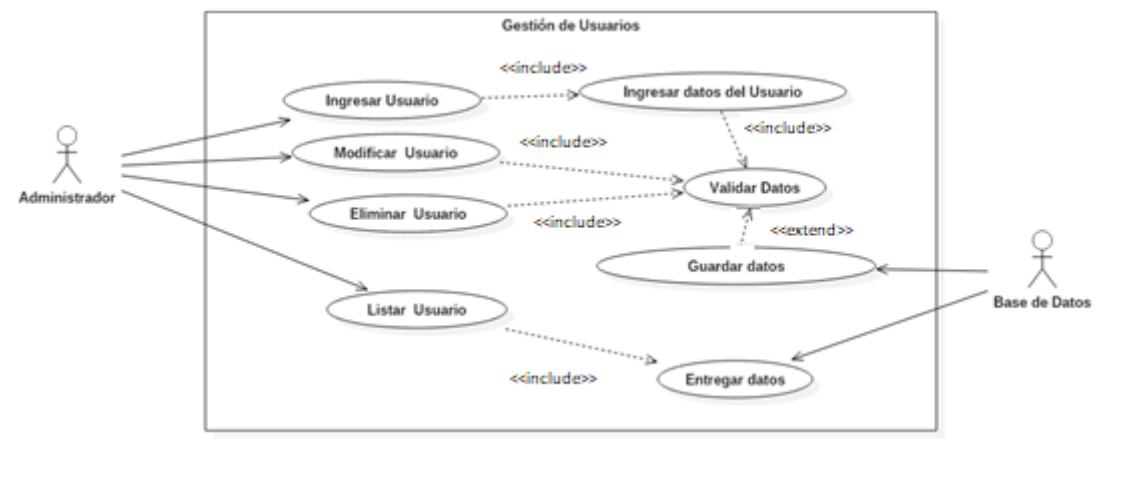 Gestión de Usuarios
<<include>>
Ingresar Usuario
Ingresar datos del Usuario
<<include>>
<<include>>
Modificar Usuario
Validar Datos
Administrador
Eliminar Usuario
<<include>>
<<extend>>
Guardar datos
Base de Datos
Listar Usuario
<<include>>
Entregar datos